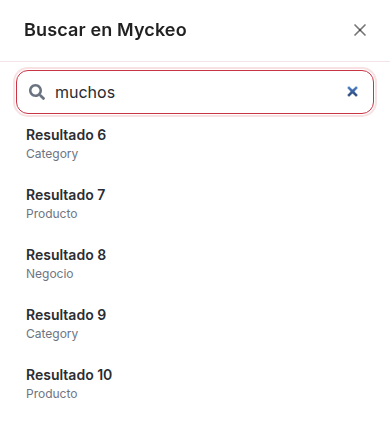 Buscar en Myckeo
muchos
Resultado 6
Category
Resultado 7
Producto
Resultado 8
Negocio
Resultado 9
Category
Resultado 10
Producto